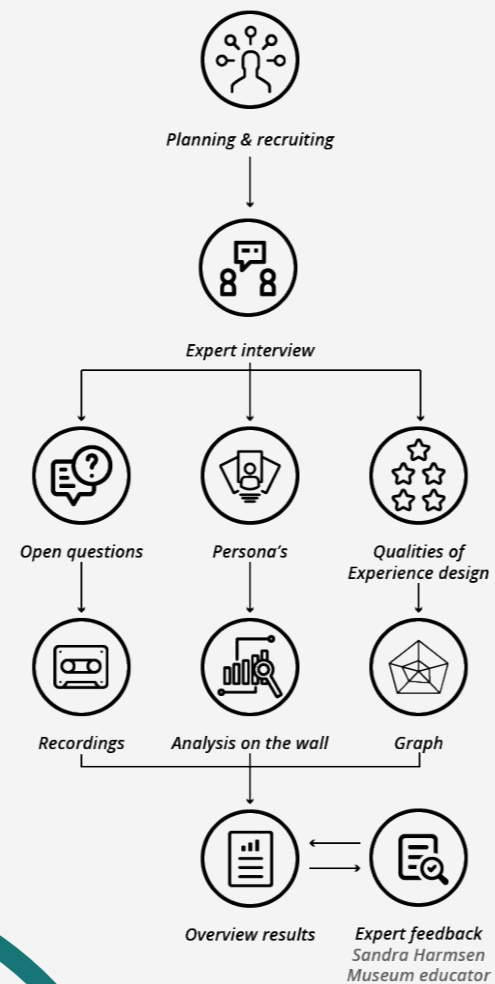 Planning & recruiting
Expert interview
Open questions
Persona's
Qualities of
Experience design
Recordings
Analysis on the wall
Graph
Overview results
Expert feedback
Sandra Harmsen
Museum educator